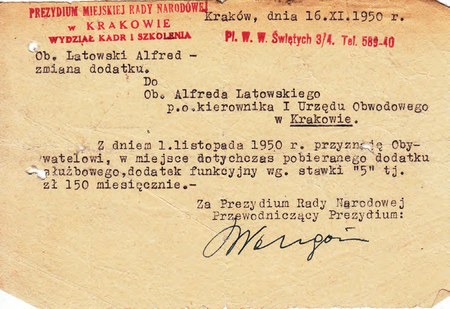 PREZYDIUM MIEJSKIEJ RADY NARODOWEJ
w KRAKOWIE
WYDZIAŁ KADR I SZKOLENIA
Kraków, dnia 16.XI.1950 r.
Pl. W. W. Świętych 3/4. Tel. 589-40
Ob. Latowski Alfred -
zmiana dodatku.
Do
Ob. Alfreda Latowskiego
p.o.kierownika I Urzędu Obwodowego
w Krakowie.
Z dniem 1.listopada 1950 r. przyznaję Oby-
watelowi, w miejsce dotychczas pobieranego dodatku
służbowego, dodatek funkcyjny wg. stawki "5" tj.
zł 150 miesięcznie.-
Za Prezydium Rady Narodowej
Przewodniczący Prezydium: